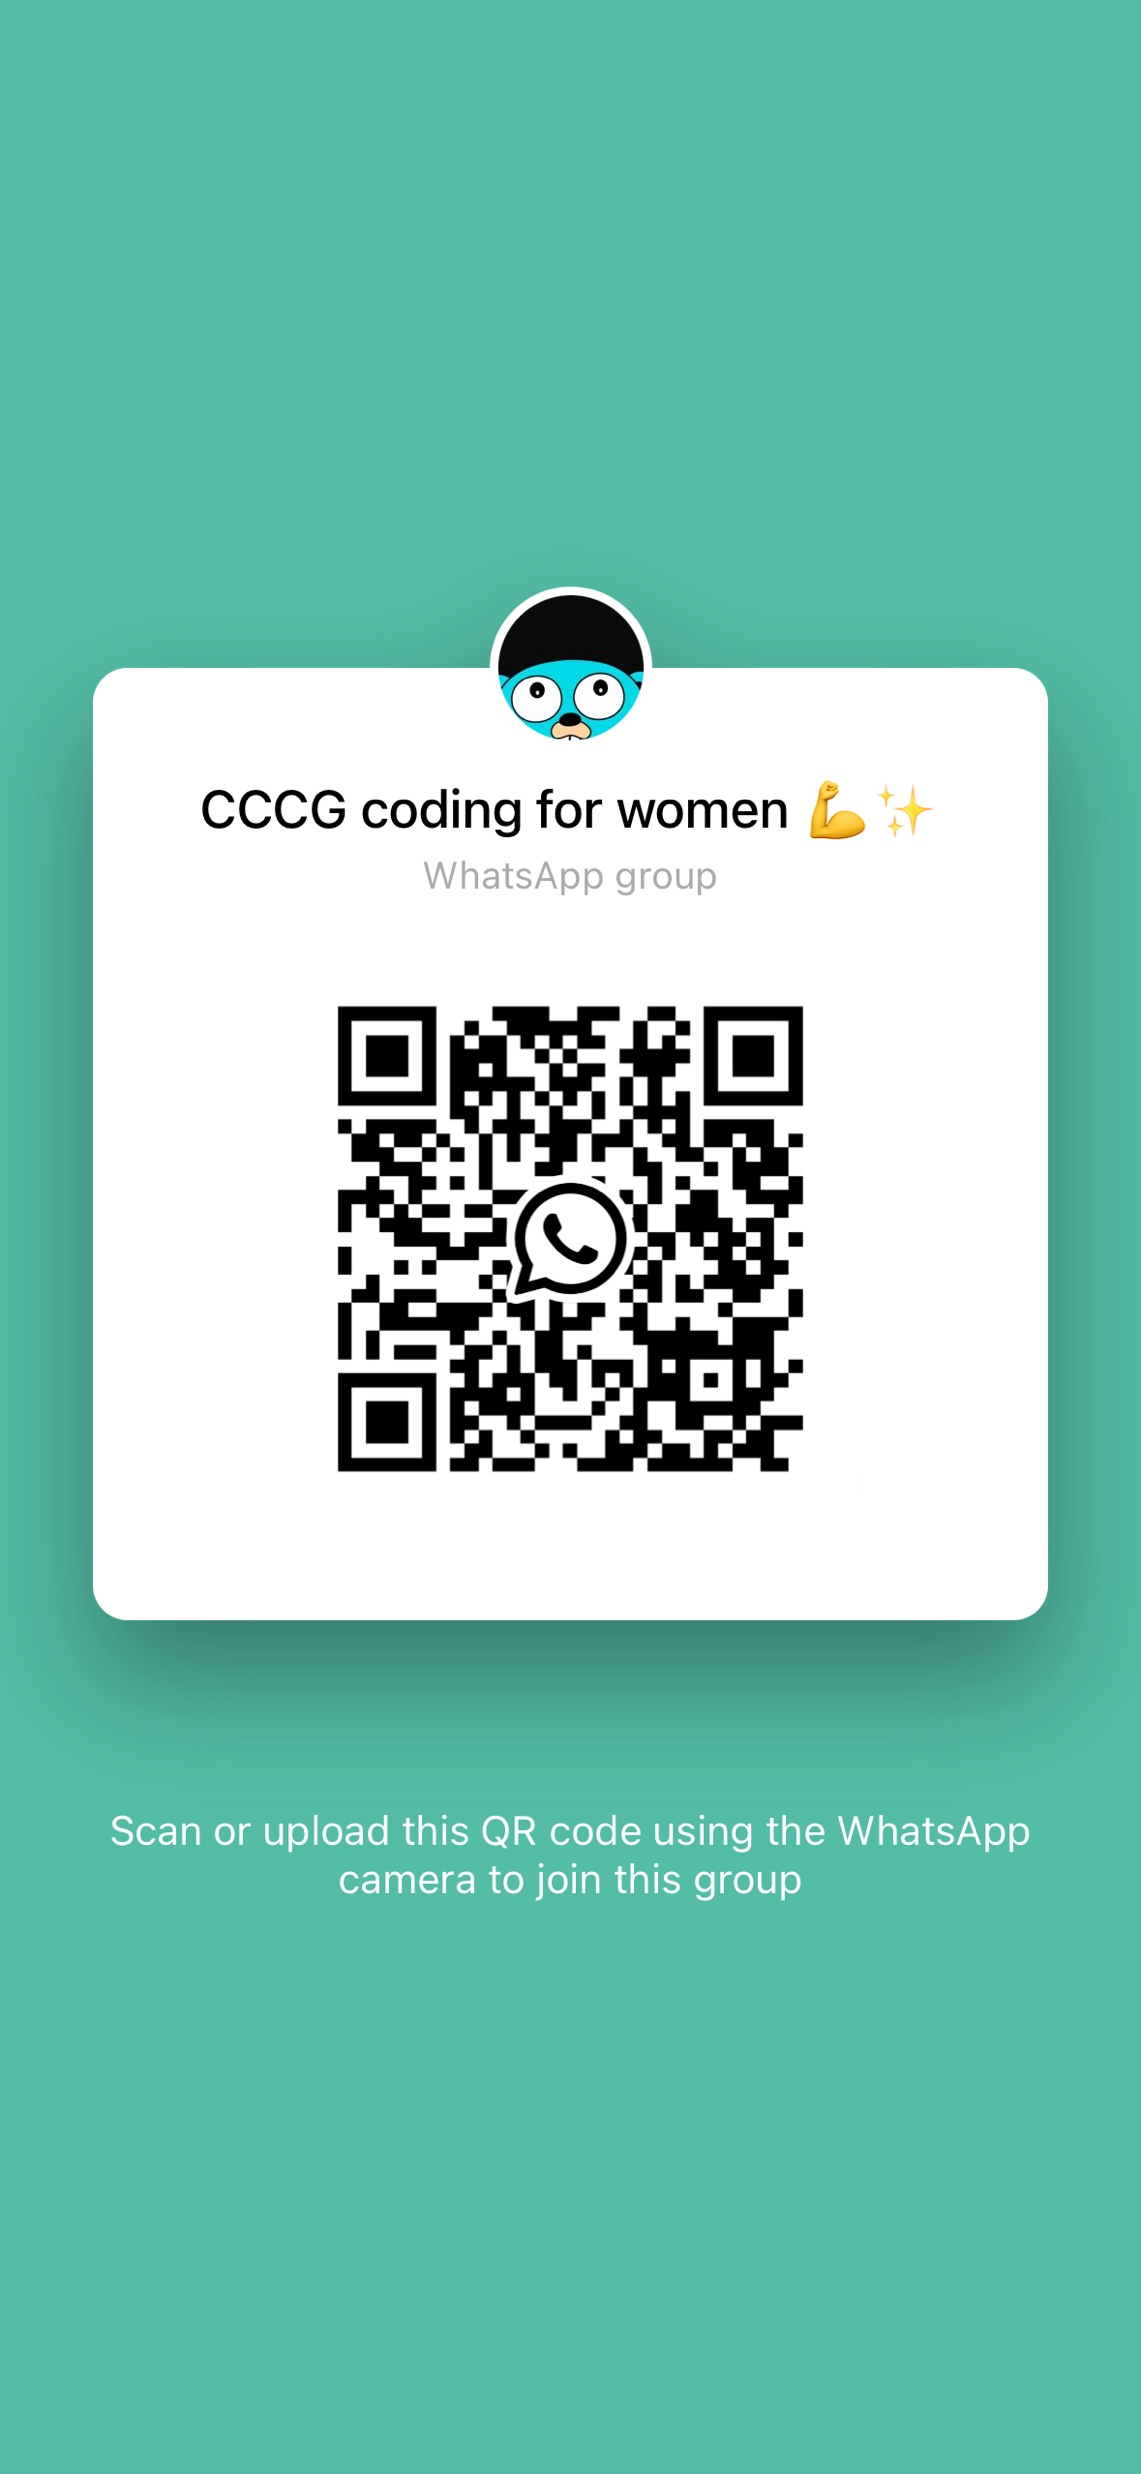 CCCG coding for women 💪✨
WhatsApp group
Scan or upload this QR code using the WhatsApp
camera to join this group